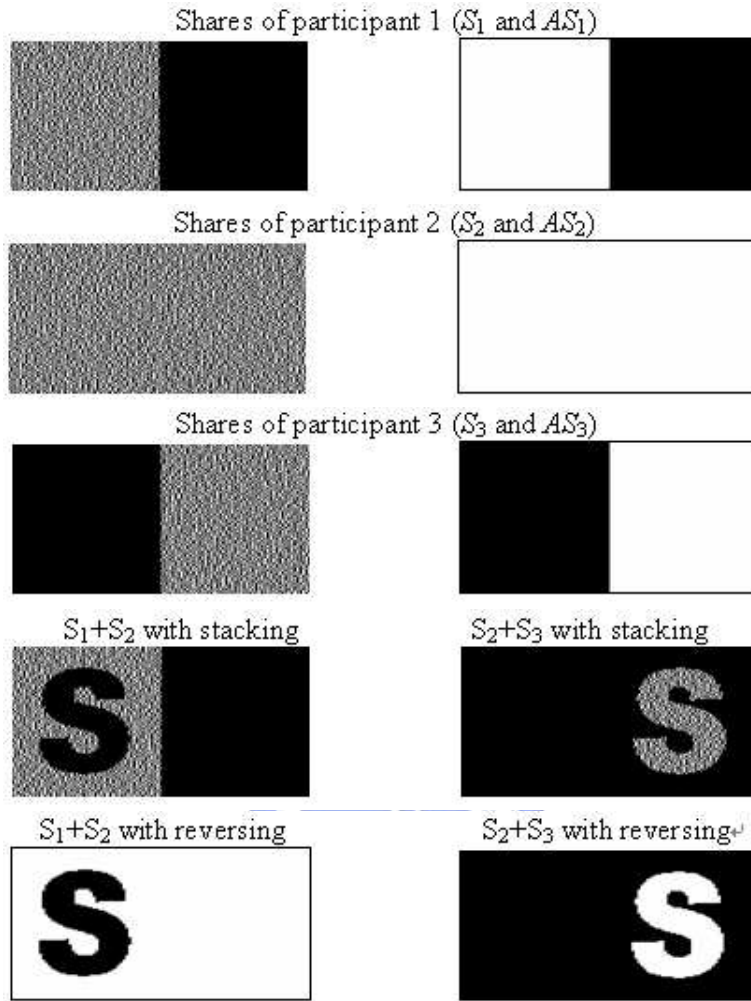 Shares of participant 1 (S₁ and AS₁)
Shares of participant 2 (S₂ and AS₂)
Shares of participant 3 (S₃ and AS₃)
S₁+S₂ with stacking
S₂+S₃ with stacking
S
S
S₁+S₂ with reversing
S₂+S₃ with reversing↵
S
S